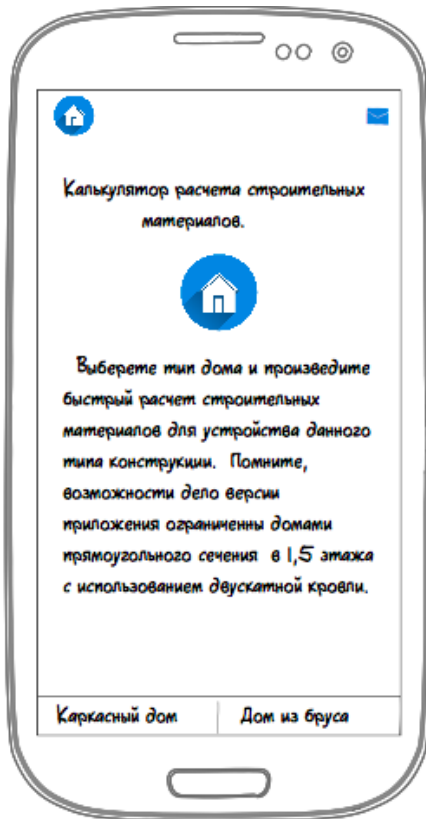 Калькулятор расчета строительных
материалов.
Выберете тип дома и произведите
быстрый расчет строительных
материалов для устройства данного
типа конструкции. Помните,
возможности дело версии
приложения ограниченны домами
прямоугольного сечения в 1,5 этажа
с использованием двускатной кровли.
Каркасный дом
Дом из бруса